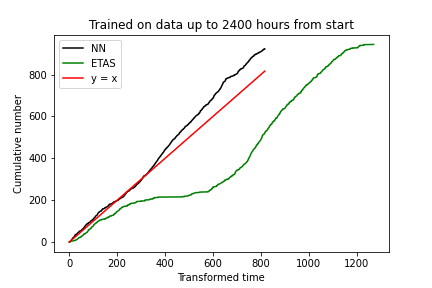 Trained on data up to 2400 hours from start
NN
ETAS
y = x
Cumulative number
800
600
400
200
0
0 200 400 600 800 1000 1200
Transformed time